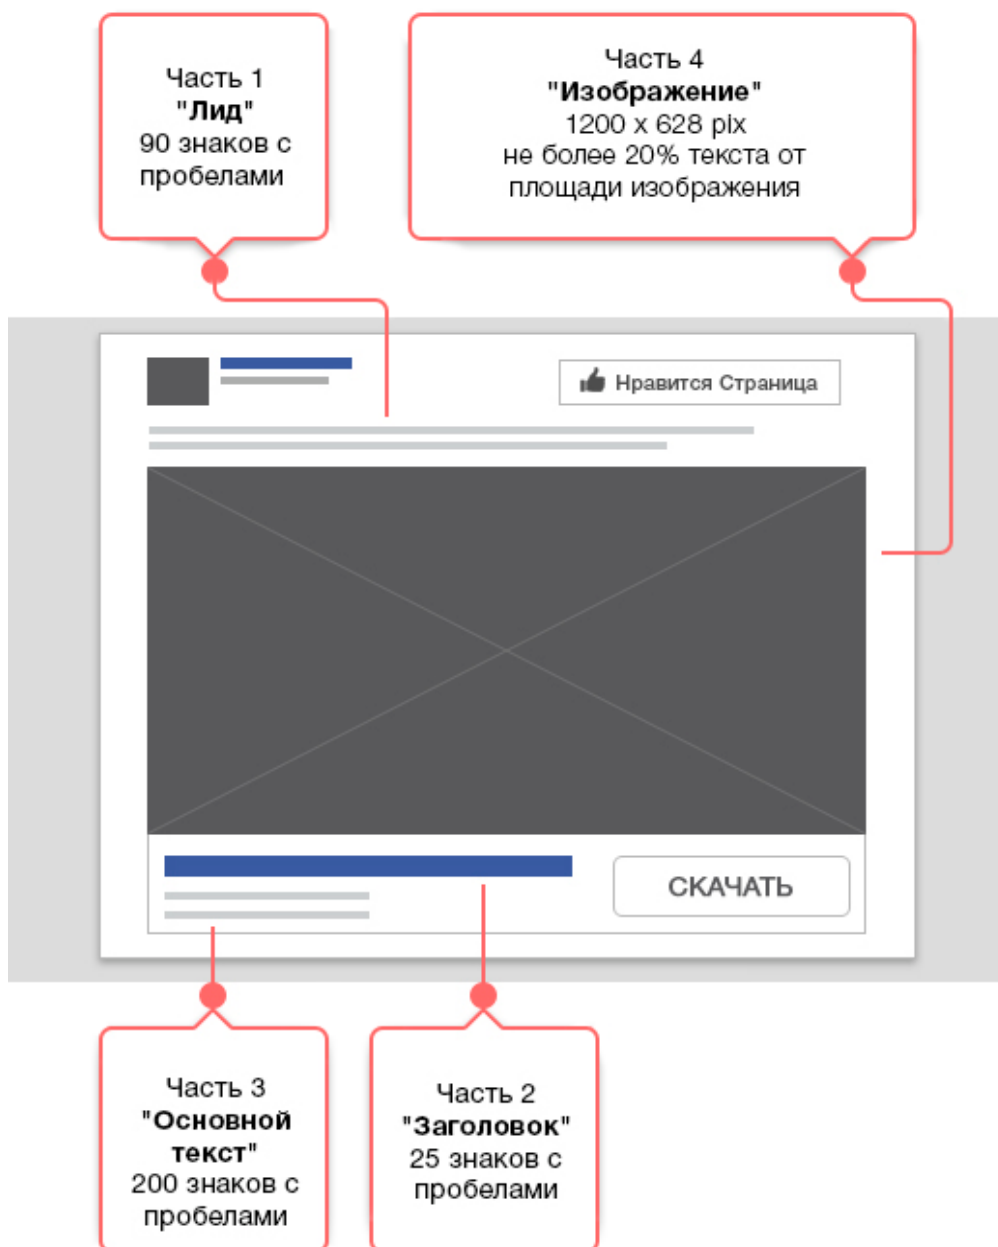 Часть 1
"Лид"
90 знаков с
пробелами
Часть 4
"Изображение"
1200 x 628 pix
не более 20% текста от
площади изображения
Нравится Страница
СКАЧАТЬ
Часть 3
"Основной
текст"
200 знаков с
пробелами
Часть 2
"Заголовок"
25 знаков с
пробелами